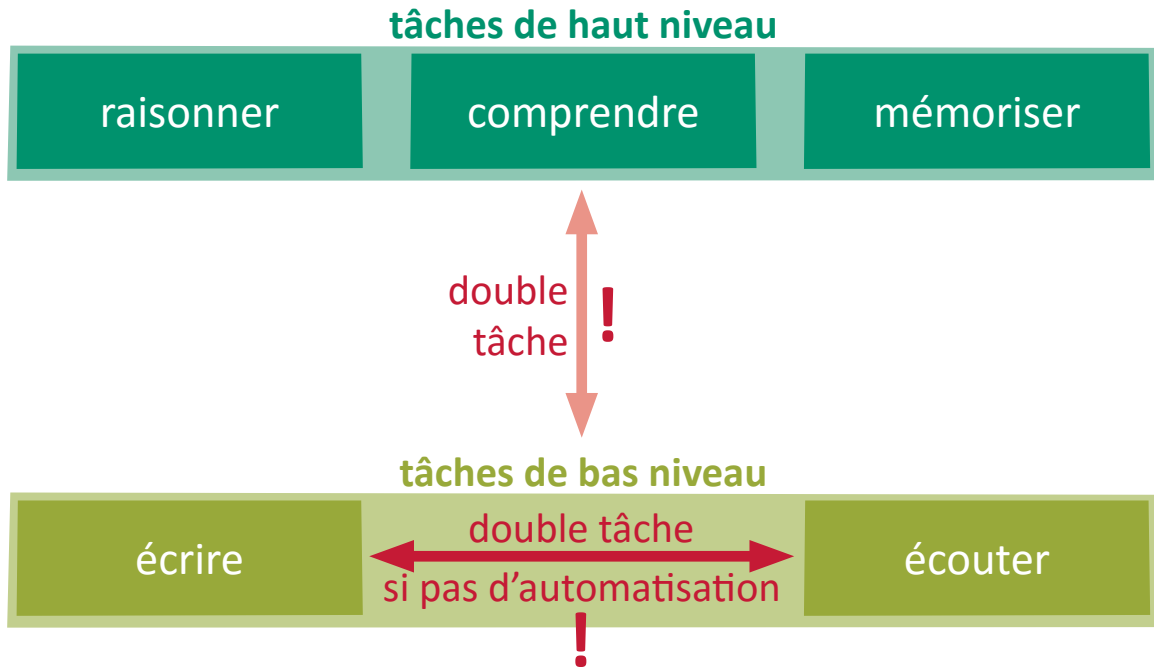 tâches de haut niveau
raisonner comprendre mémoriser
double
tâche !
tâches de bas niveau
écrire double tâche écouter
si pas d’automatisation
!